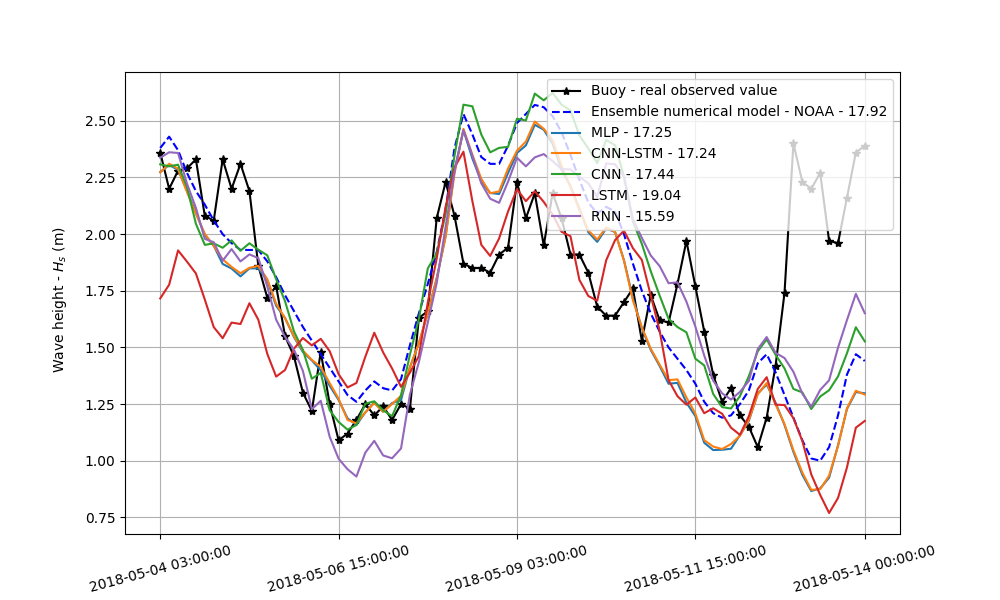 Buoy - real observed value
Ensemble numerical model - NOAA - 17.92
MLP - 17.25
CNN-LSTM - 17.24
CNN - 17.44
LSTM - 19.04
RNN - 15.59
Wave height - Hs (m)
2.50
2.25
2.00
1.75
1.50
1.25
1.00
0.75
2018-05-04 03:00:00
2018-05-06 15:00:00
2018-05-09 03:00:00
2018-05-11 15:00:00
2018-05-14 00:00:00